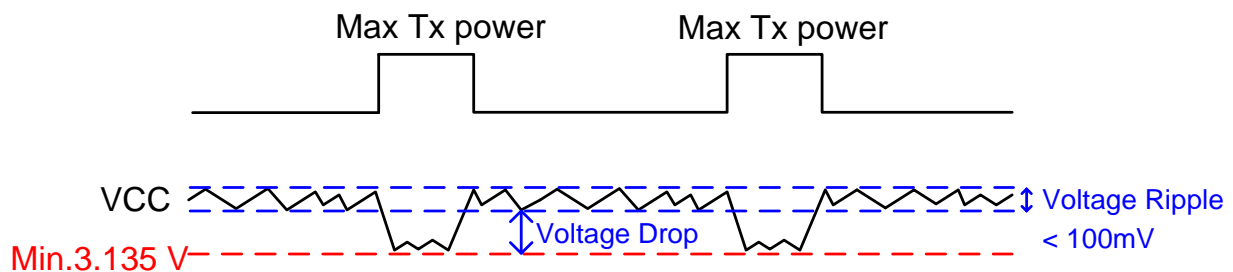 Max Tx power
Max Tx power
VCC
Voltage Ripple
< 100mV
Voltage Drop
Min.3.135 V